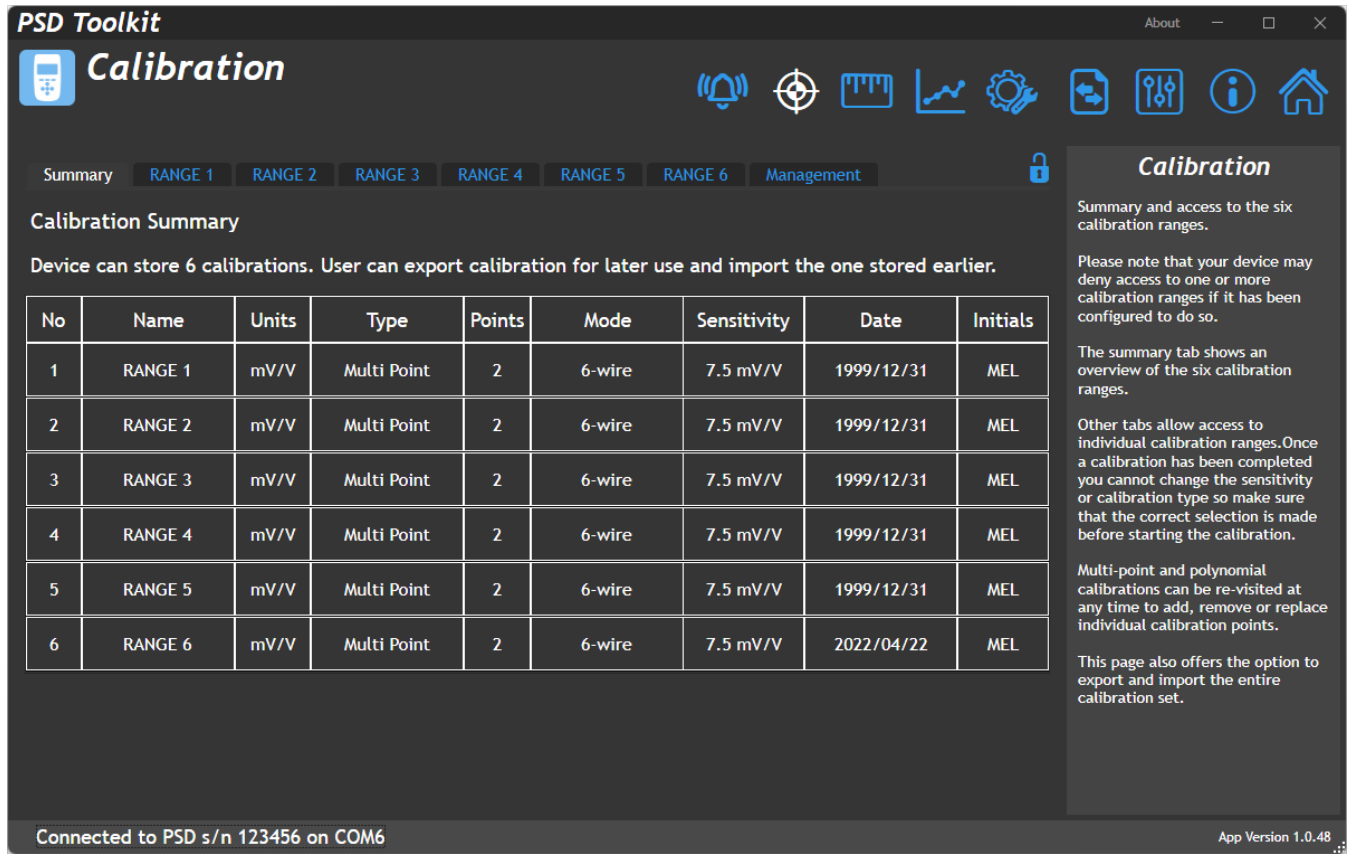 PSD Toolkit
About
Calibration
Summary RANGE 1 RANGE 2 RANGE 3 RANGE 4 RANGE 5 RANGE 6 Management
Calibration Summary
Device can store 6 calibrations. User can export calibration for later use and import the one stored earlier.
No Name Units Type Points Mode Sensitivity Date Initials
1 RANGE 1 mV/V Multi Point 2 6-wire 7.5 mV/V 1999/12/31 MEL
2 RANGE 2 mV/V Multi Point 2 6-wire 7.5 mV/V 1999/12/31 MEL
3 RANGE 3 mV/V Multi Point 2 6-wire 7.5 mV/V 1999/12/31 MEL
4 RANGE 4 mV/V Multi Point 2 6-wire 7.5 mV/V 1999/12/31 MEL
5 RANGE 5 mV/V Multi Point 2 6-wire 7.5 mV/V 1999/12/31 MEL
6 RANGE 6 mV/V Multi Point 2 6-wire 7.5 mV/V 2022/04/22 MEL
Calibration
Summary and access to the six
calibration ranges.
Please note that your device may
deny access to one or more
calibration ranges if it has been
configured to do so.
The summary tab shows an
overview of the six calibration
ranges.
Other tabs allow access to
individual calibration ranges.Once
a calibration has been completed
you cannot change the sensitivity
or calibration type so make sure
that the correct selection is made
before starting the calibration.
Multi-point and polynomial
calibrations can be re-visited at
any time to add, remove or replace
individual calibration points.
This page also offers the option to
export and import the entire
calibration set.
Connected to PSD s/n 123456 on COM6
App Version 1.0.48